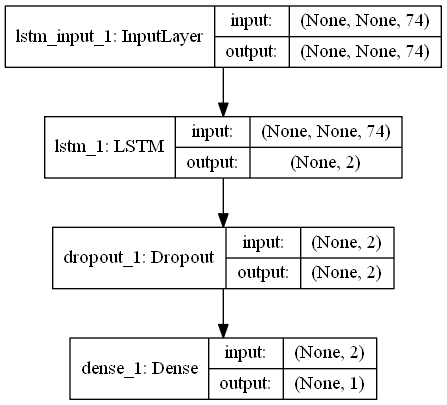 lstm_input_1: InputLayer
input:
(None, None, 74)
output:
(None, None, 74)
lstm_1: LSTM
input:
(None, None, 74)
output:
(None, 2)
dropout_1: Dropout
input:
(None, 2)
output:
(None, 2)
dense_1: Dense
input:
(None, 2)
output:
(None, 1)